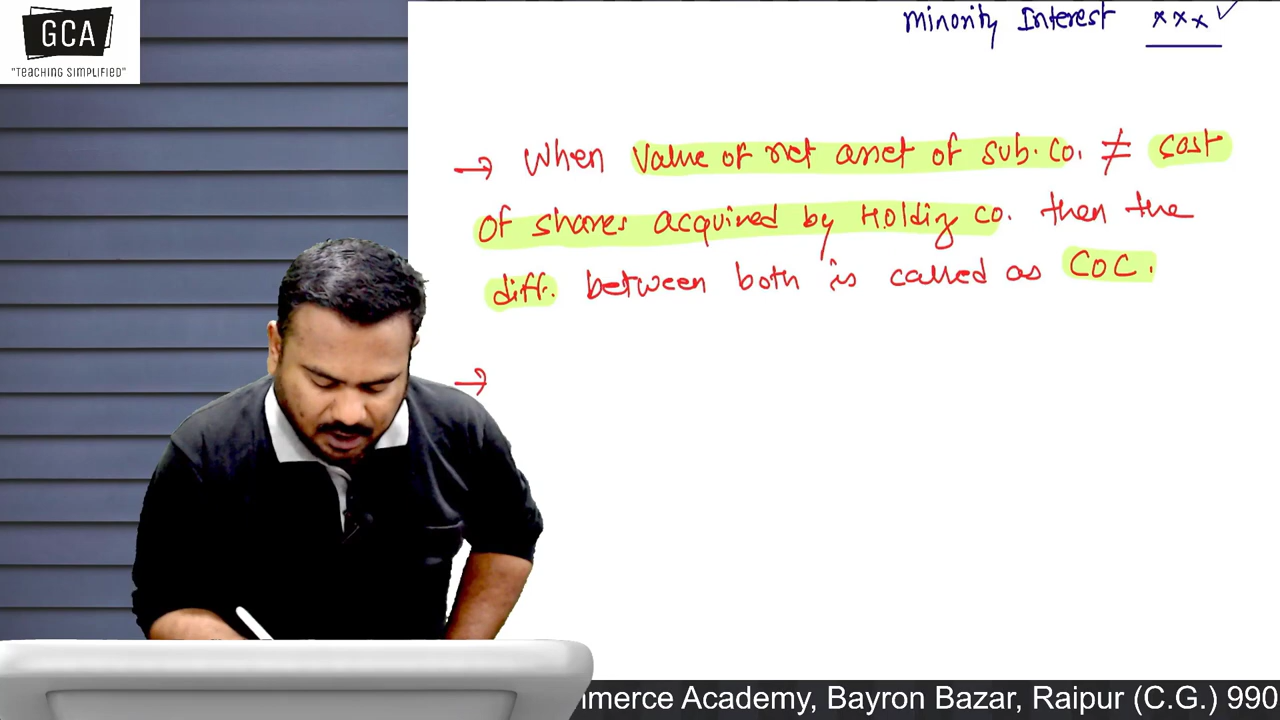 GCA
"TEACHING SIMPLIFIED"
Minority Interest xxx ✓
→ When Value of net asset of sub. co. ≠ cost
of shares acquired by Holding co. then the
diff. between both is called as COC.
→
mmerce Academy, Bayron Bazar, Raipur (C.G.) 990